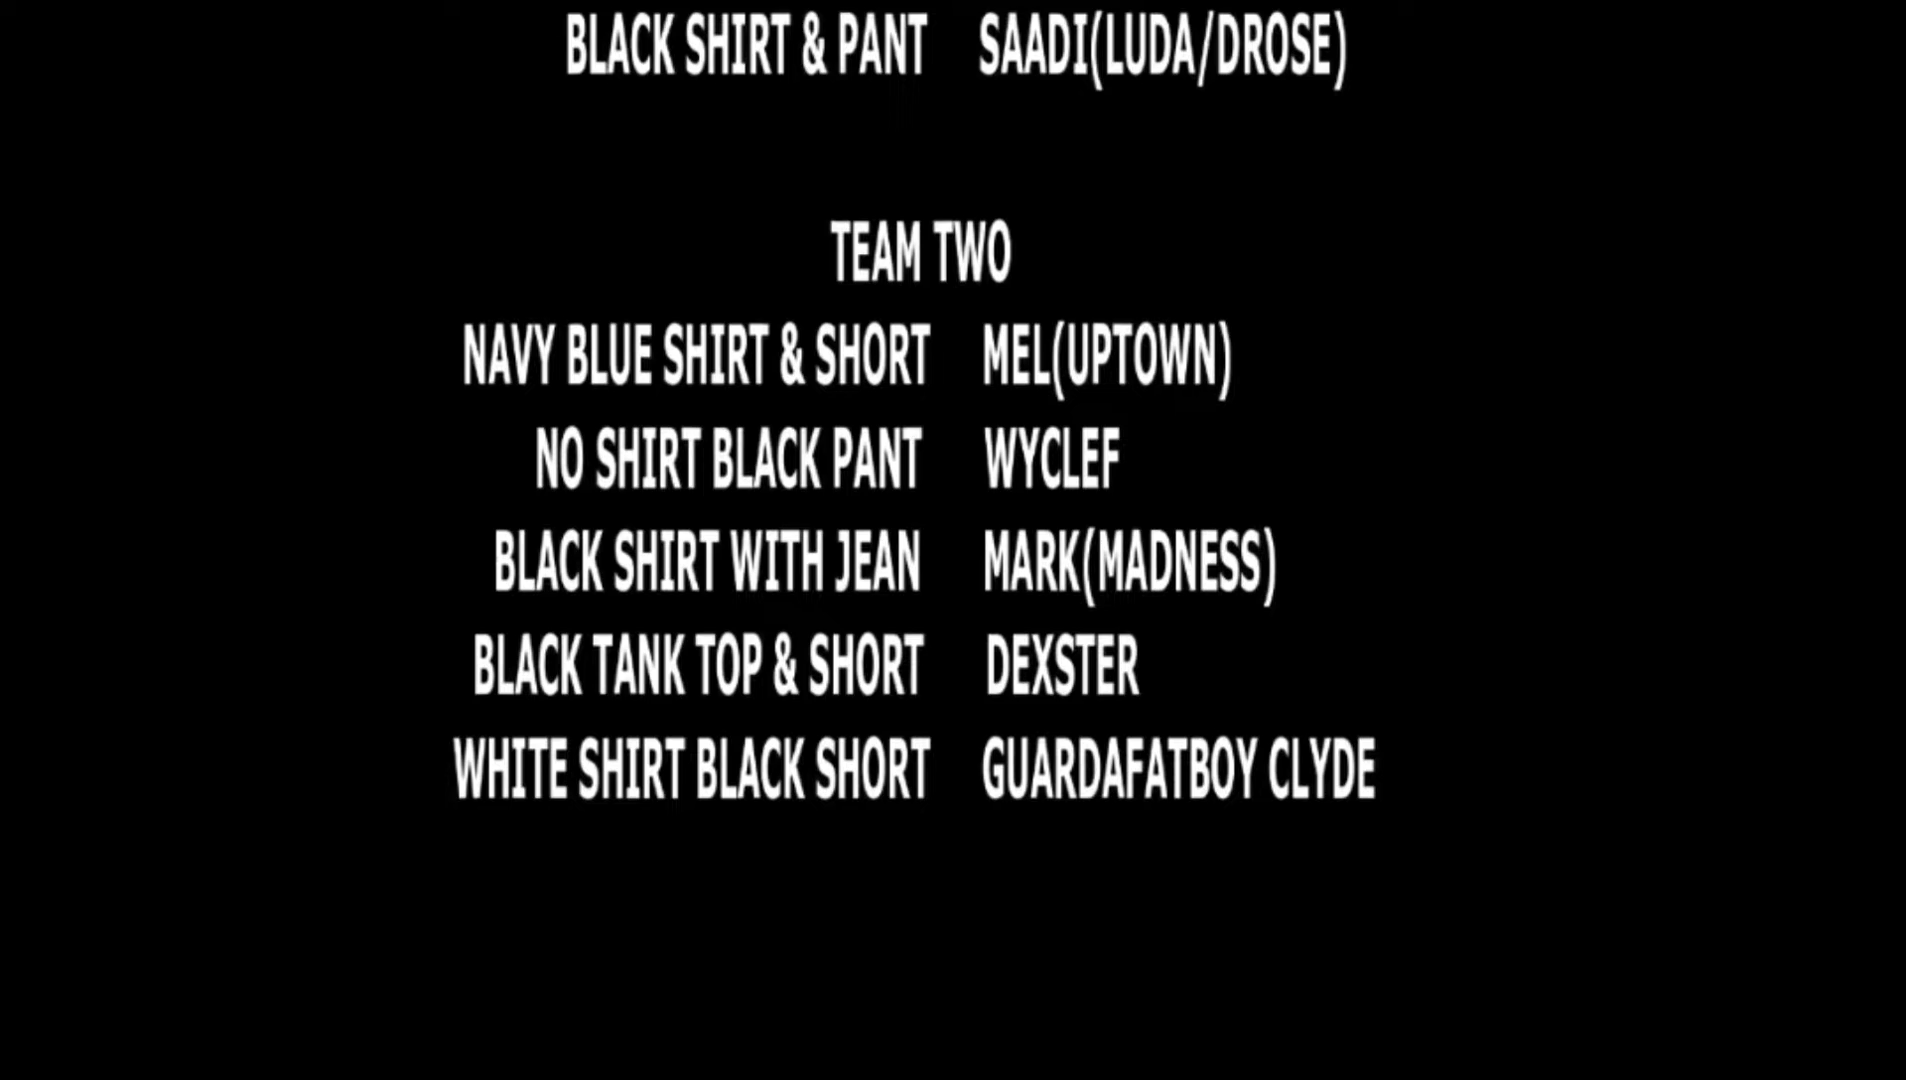 BLACK SHIRT & PANT SAADI(LUDA/DROSE)
TEAM TWO
NAVY BLUE SHIRT & SHORT MEL(UPTOWN)
NO SHIRT BLACK PANT WYCLEF
BLACK SHIRT WITH JEAN MARK(MADNESS)
BLACK TANK TOP & SHORT DEXSTER
WHITE SHIRT BLACK SHORT GUARDAFATBOY CLYDE